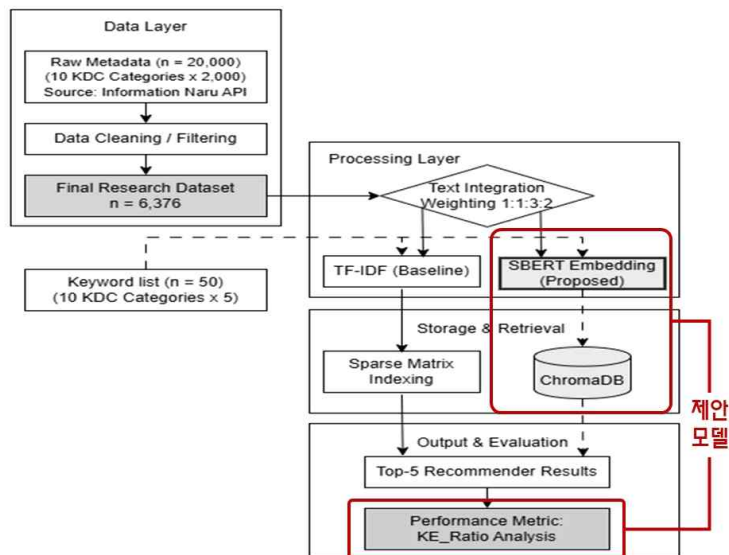 Data Layer
Raw Metadata (n = 20,000)
(10 KDC Categories x 2,000)
Source: Information Naru API
Data Cleaning / Filtering
Final Research Dataset
n = 6,376
Processing Layer
Text Integration
Weighting 1:1:3:2
Keyword list (n = 50)
(10 KDC Categories x 5)
TF-IDF (Baseline)
SBERT Embedding
(Proposed)
Storage & Retrieval
Sparse Matrix
Indexing
ChromaDB
제안
모델
Output & Evaluation
Top-5 Recommender Results
Performance Metric:
KE_Ratio Analysis